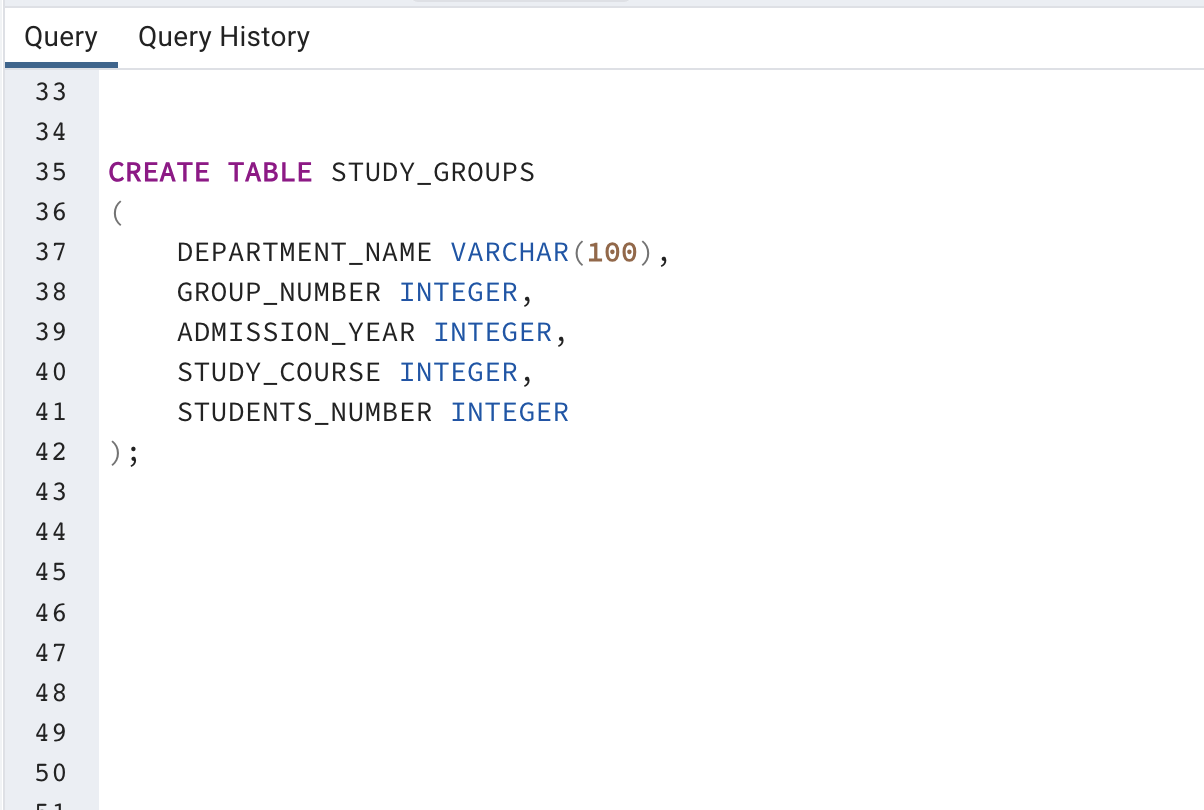 Query Query History
33
34
35 CREATE TABLE STUDY_GROUPS
36 (
37 DEPARTMENT_NAME VARCHAR(100),
38 GROUP_NUMBER INTEGER,
39 ADMISSION_YEAR INTEGER,
40 STUDY_COURSE INTEGER,
41 STUDENTS_NUMBER INTEGER
42 );
43
44
45
46
47
48
49
50
51